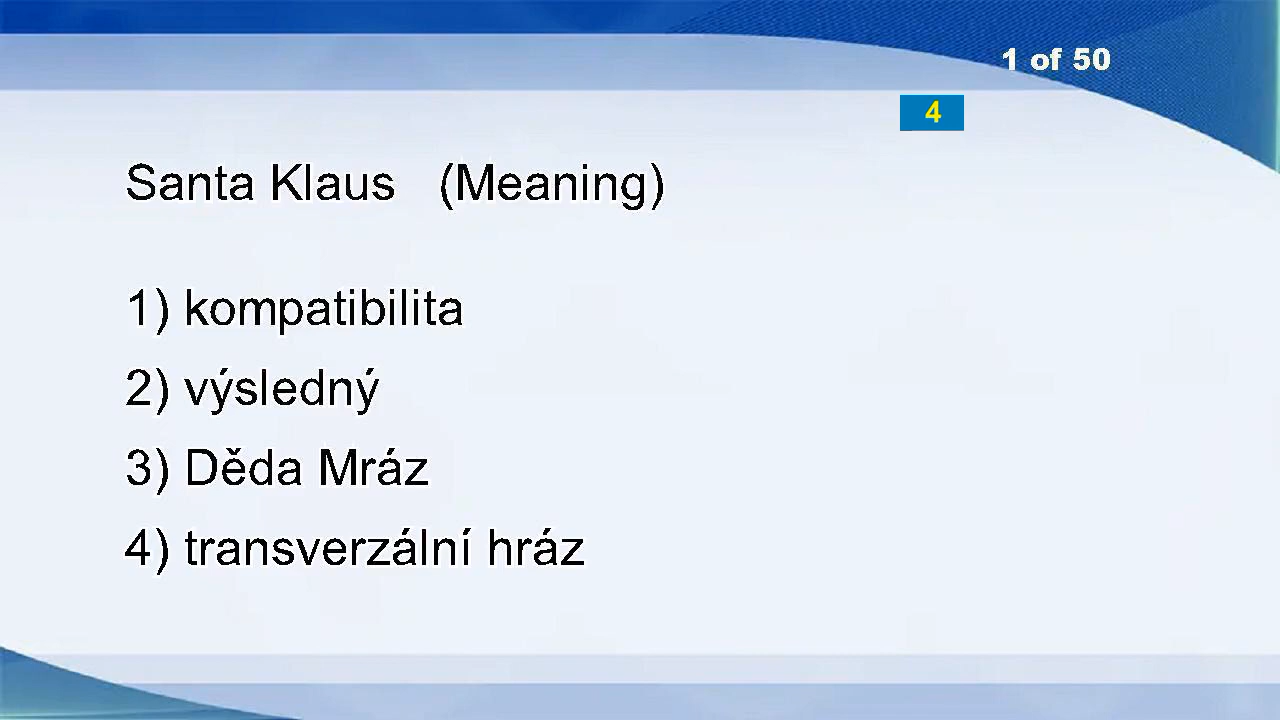 1 of 50
4
Santa Klaus (Meaning)
1) kompatibilita
2) výsledný
3) Děda Mráz
4) transverzální hráz